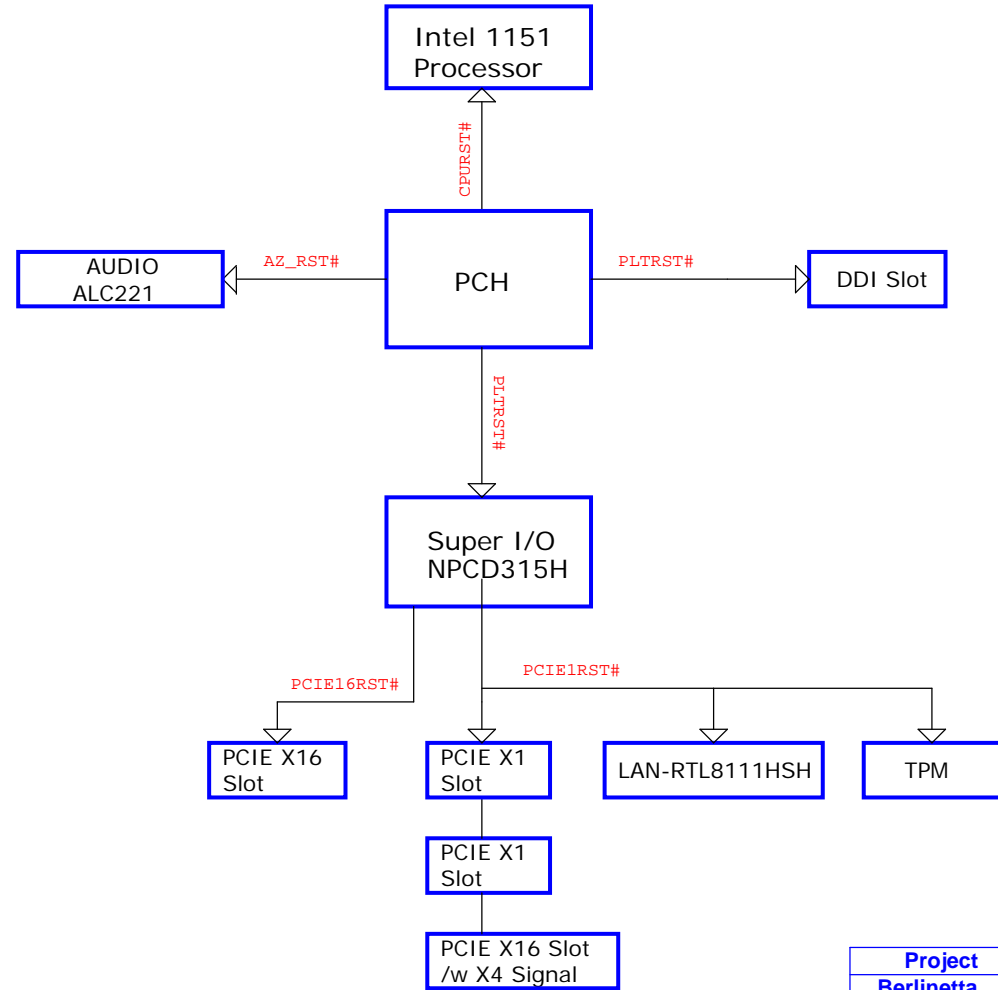 Intel 1151
Processor
CPURST#
AUDIO
ALC221
AZ_RST#
PCH
PLTRST#
DDI Slot
PLTRST#
Super I/O
NPCD315H
PCIE16RST#
PCIE1RST#
PCIE X16
Slot
PCIE X1
Slot
LAN-RTL8111HSH
TPM
PCIE X1
Slot
PCIE X16 Slot
/w X4 Signal
Project
Berlinetta